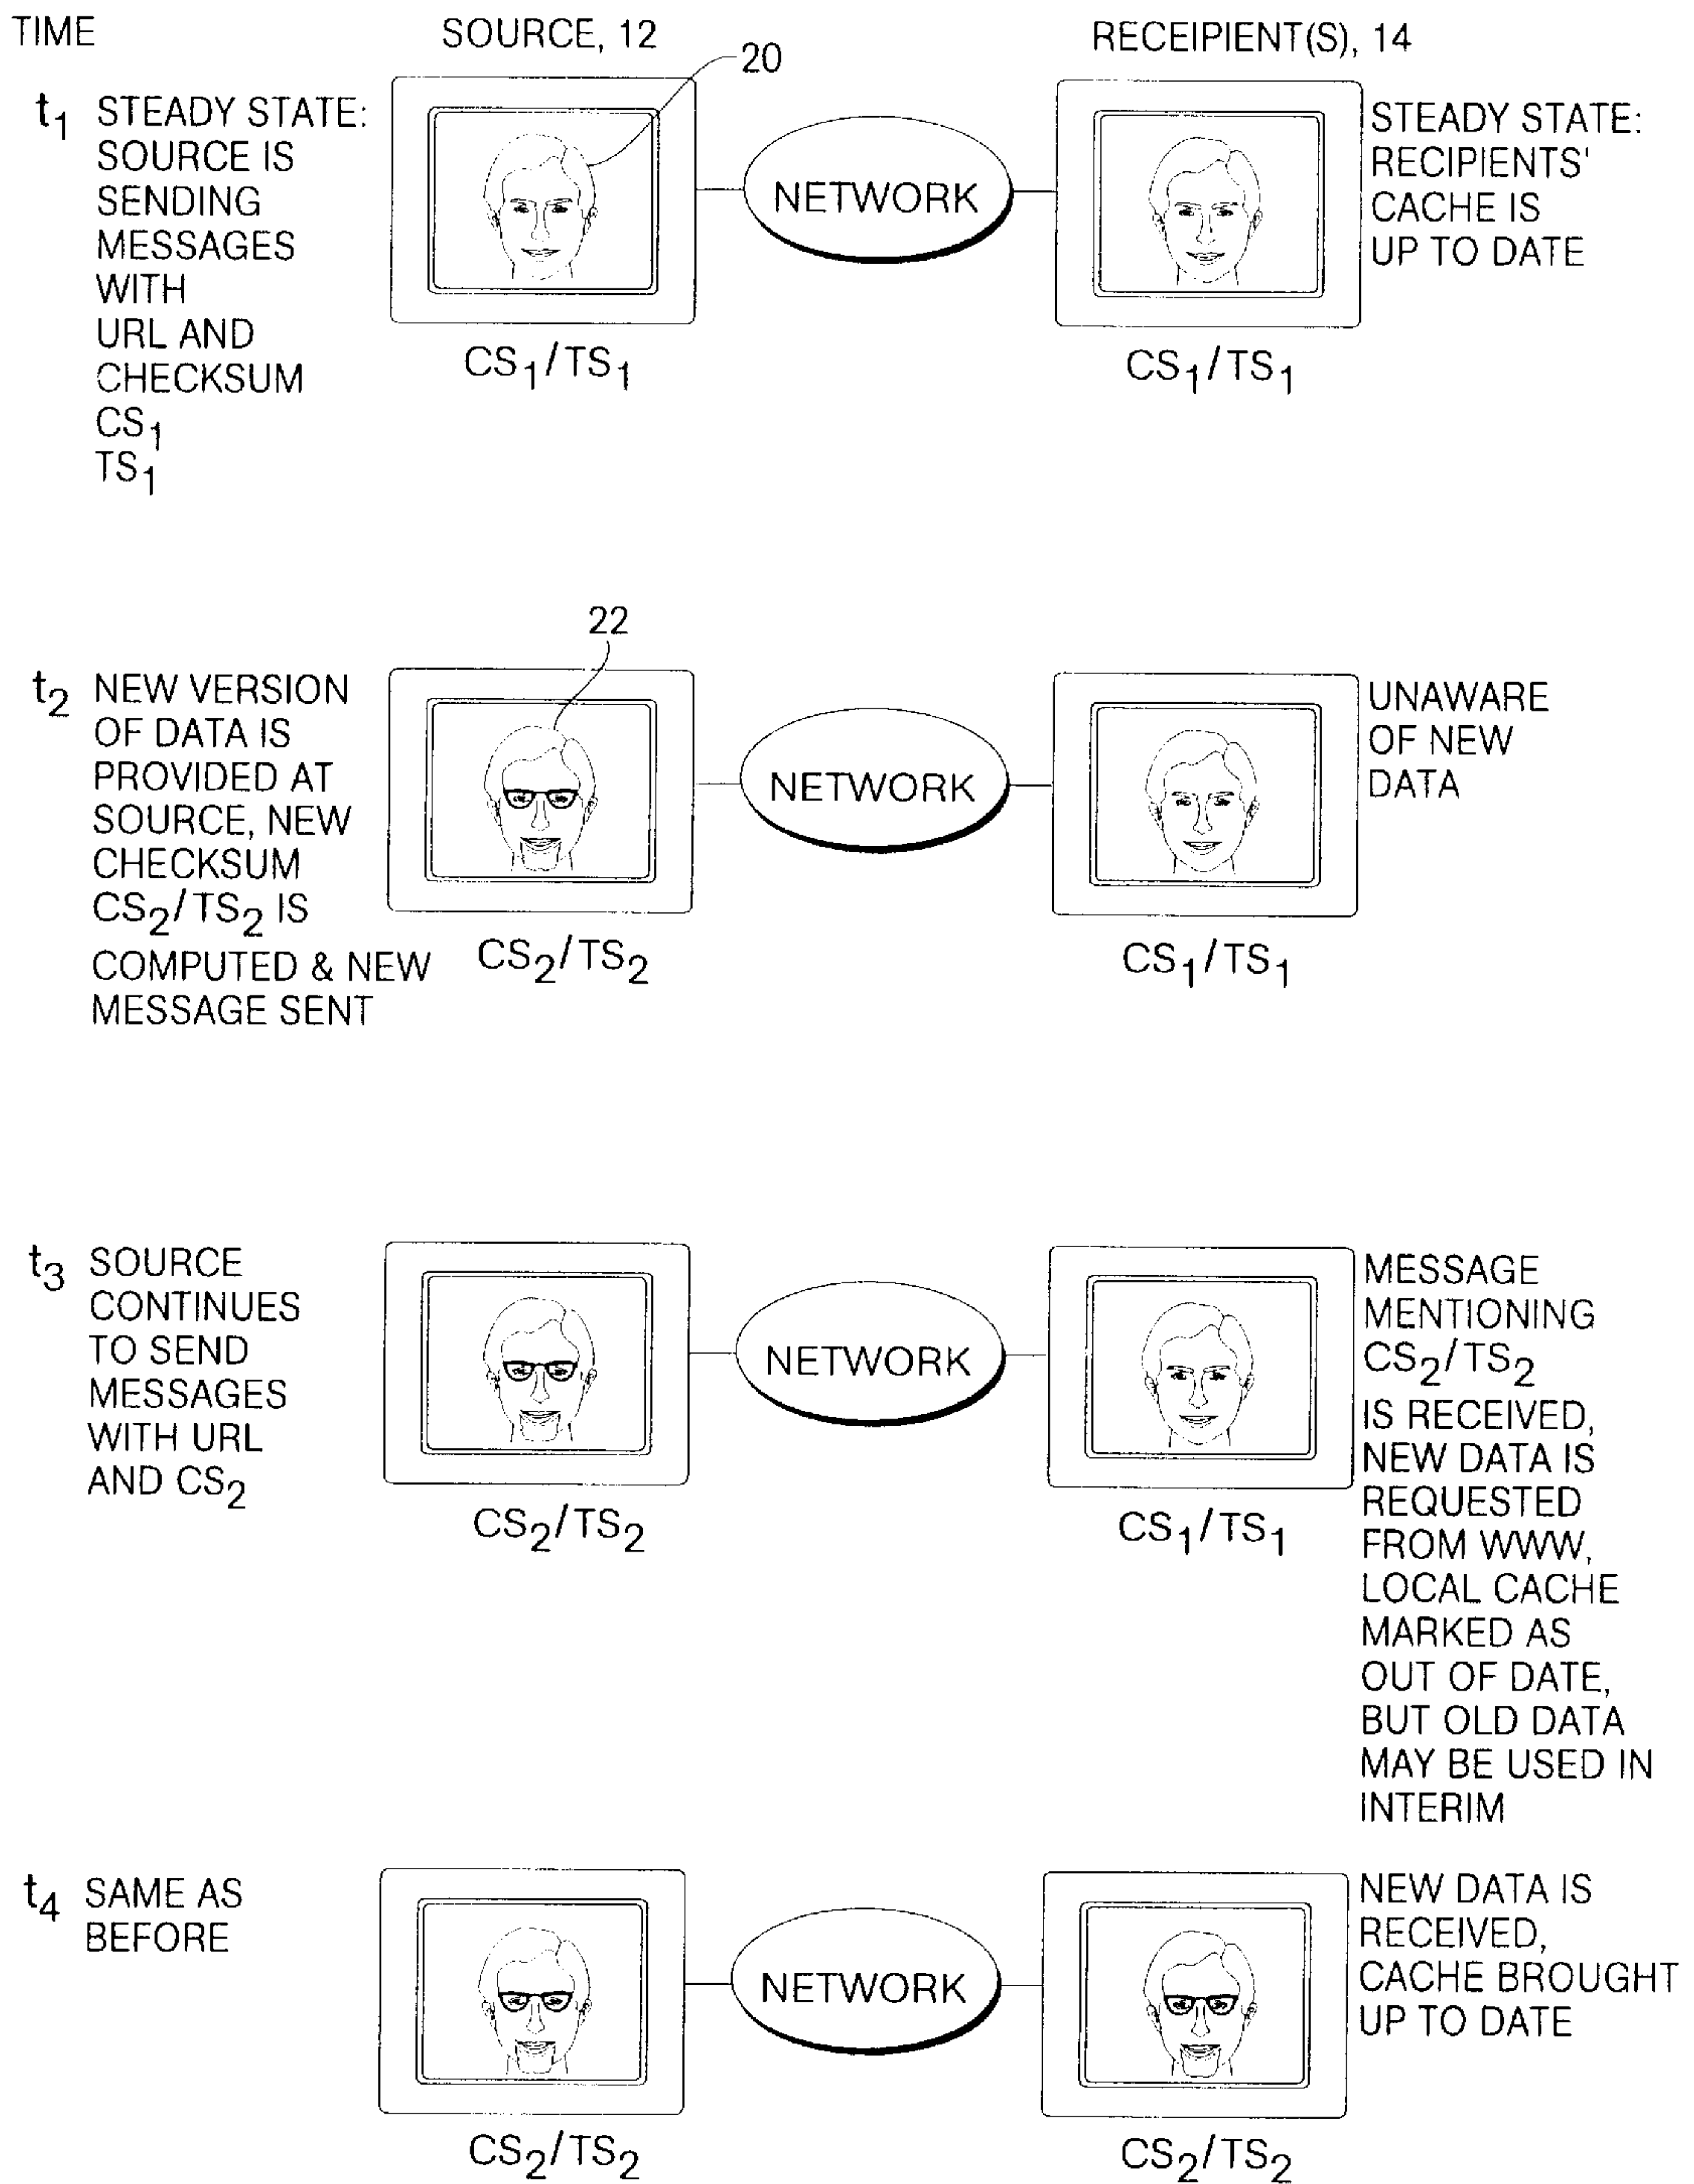 TIME
SOURCE, 12
RECEIPIENT(S), 14
20
t1 STEADY STATE:
SOURCE IS
SENDING
MESSAGES
WITH
URL AND
CHECKSUM
CS1
TS1
NETWORK
STEADY STATE:
RECIPIENTS'
CACHE IS
UP TO DATE
CS1/TS1
CS1/TS1
22
t2 NEW VERSION
OF DATA IS
PROVIDED AT
SOURCE, NEW
CHECKSUM
CS2/TS2 IS
COMPUTED & NEW
MESSAGE SENT
NETWORK
UNAWARE
OF NEW
DATA
CS2/TS2
CS1/TS1
t3 SOURCE
CONTINUES
TO SEND
MESSAGES
WITH URL
AND CS2
NETWORK
MESSAGE
MENTIONING
CS2/TS2
IS RECEIVED,
NEW DATA IS
REQUESTED
FROM WWW,
LOCAL CACHE
MARKED AS
OUT OF DATE,
BUT OLD DATA
MAY BE USED IN
INTERIM
CS2/TS2
CS1/TS1
t4 SAME AS
BEFORE
NETWORK
NEW DATA IS
RECEIVED,
CACHE BROUGHT
UP TO DATE
CS2/TS2
CS2/TS2